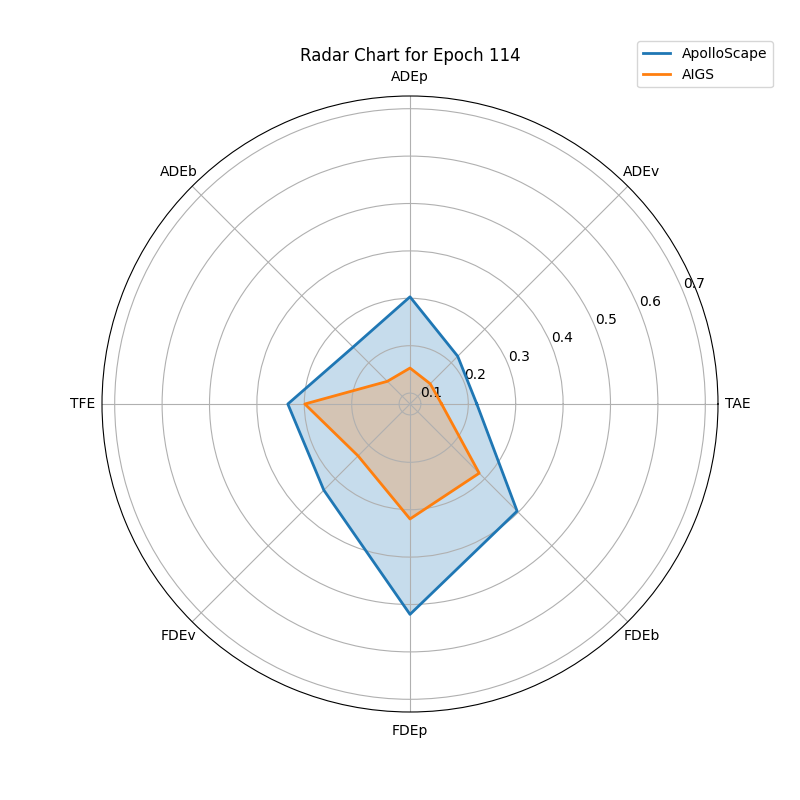 Radar Chart for Epoch 114
ApolloScape
AIGS
ADEp
ADEb
ADEv
0.7
0.6
0.5
0.4
0.3
0.2
0.1
TFE
TAE
FDEv
FDEb
FDEp